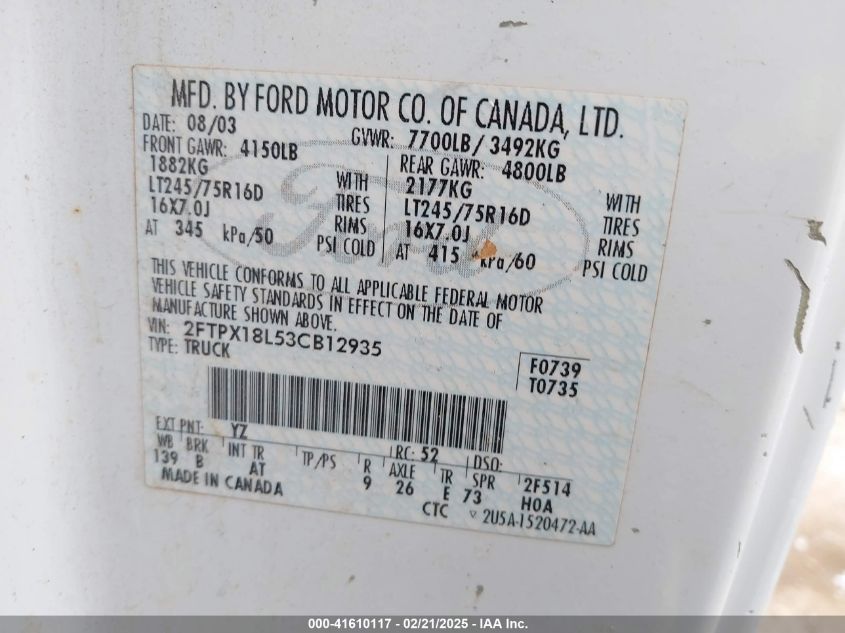 MFD. BY FORD MOTOR CO. OF CANADA, LTD.
DATE: 08/03 GVWR: 7700LB/ 3492KG
FRONT GAWR: 4150LB REAR GAWR: 4800LB
1882KG WITH 2177KG WITH
LT245/75R16D TIRES LT245/75R16D TIRES
16X7.0J RIMS 16X7.0J RIMS
AT 345 kPa/50 PSI COLD AT 415 kPa/60 PSI COLD
Ford
THIS VEHICLE CONFORMS TO ALL APPLICABLE FEDERAL MOTOR
VEHICLE SAFETY STANDARDS IN EFFECT ON THE DATE OF
MANUFACTURE SHOWN ABOVE.
VIN: 2FTPX18L53CB12935
TYPE: TRUCK
F0739
T0735
EXT PNT: YZ RC: 52 DSO:
WB BRK INT TR TP/PS R AXLE TR SPR 2F514
139 B AT 9 26 E 73 HOA
MADE IN CANADA CTC ▽ 2U5A-1520472-AA
000-41610117 - 02/21/2025 - IAA Inc.